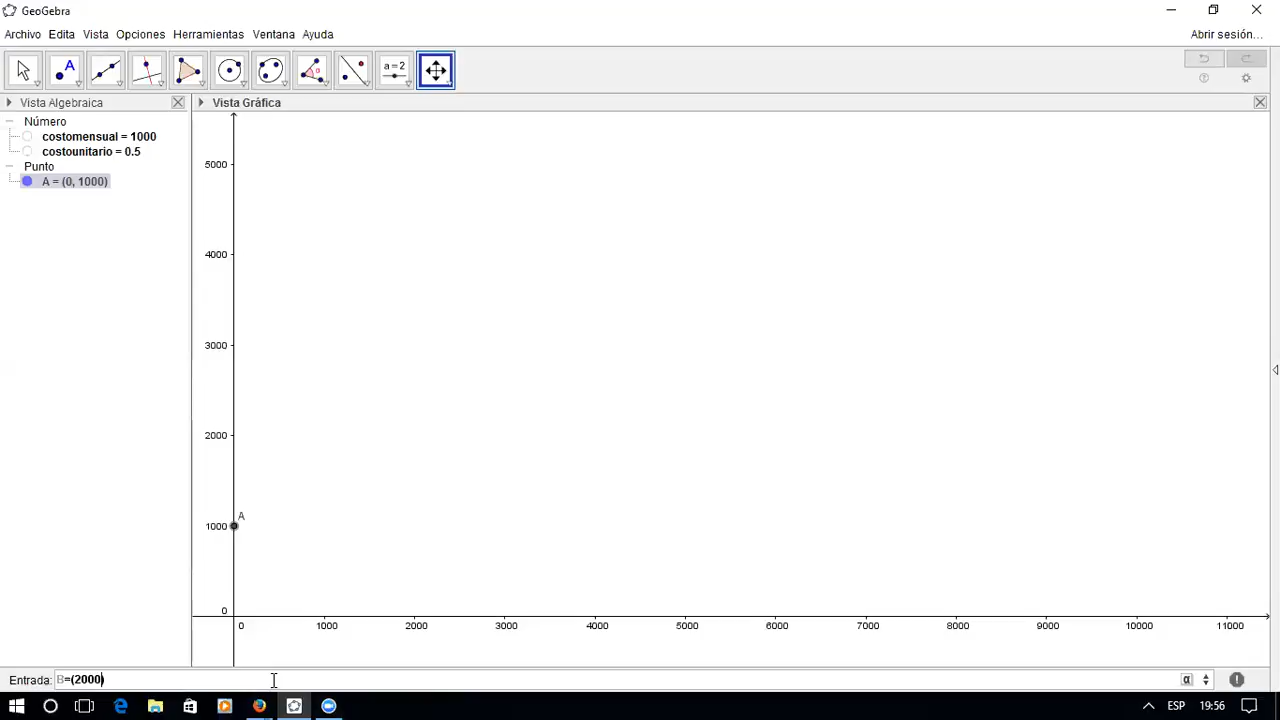 GeoGebra
Archivo Edita Vista Opciones Herramientas Ventana Ayuda Abrir sesión...
A a=2
Vista Algebraica Vista Gráfica
Número
costomensual = 1000
costounitario = 0.5
Punto
A = (0, 1000)
5000
4000
3000
2000
A
1000
0
0 1000 2000 3000 4000 5000 6000 7000 8000 9000 10000 11000
Entrada: B=(2000) α
ESP 19:56